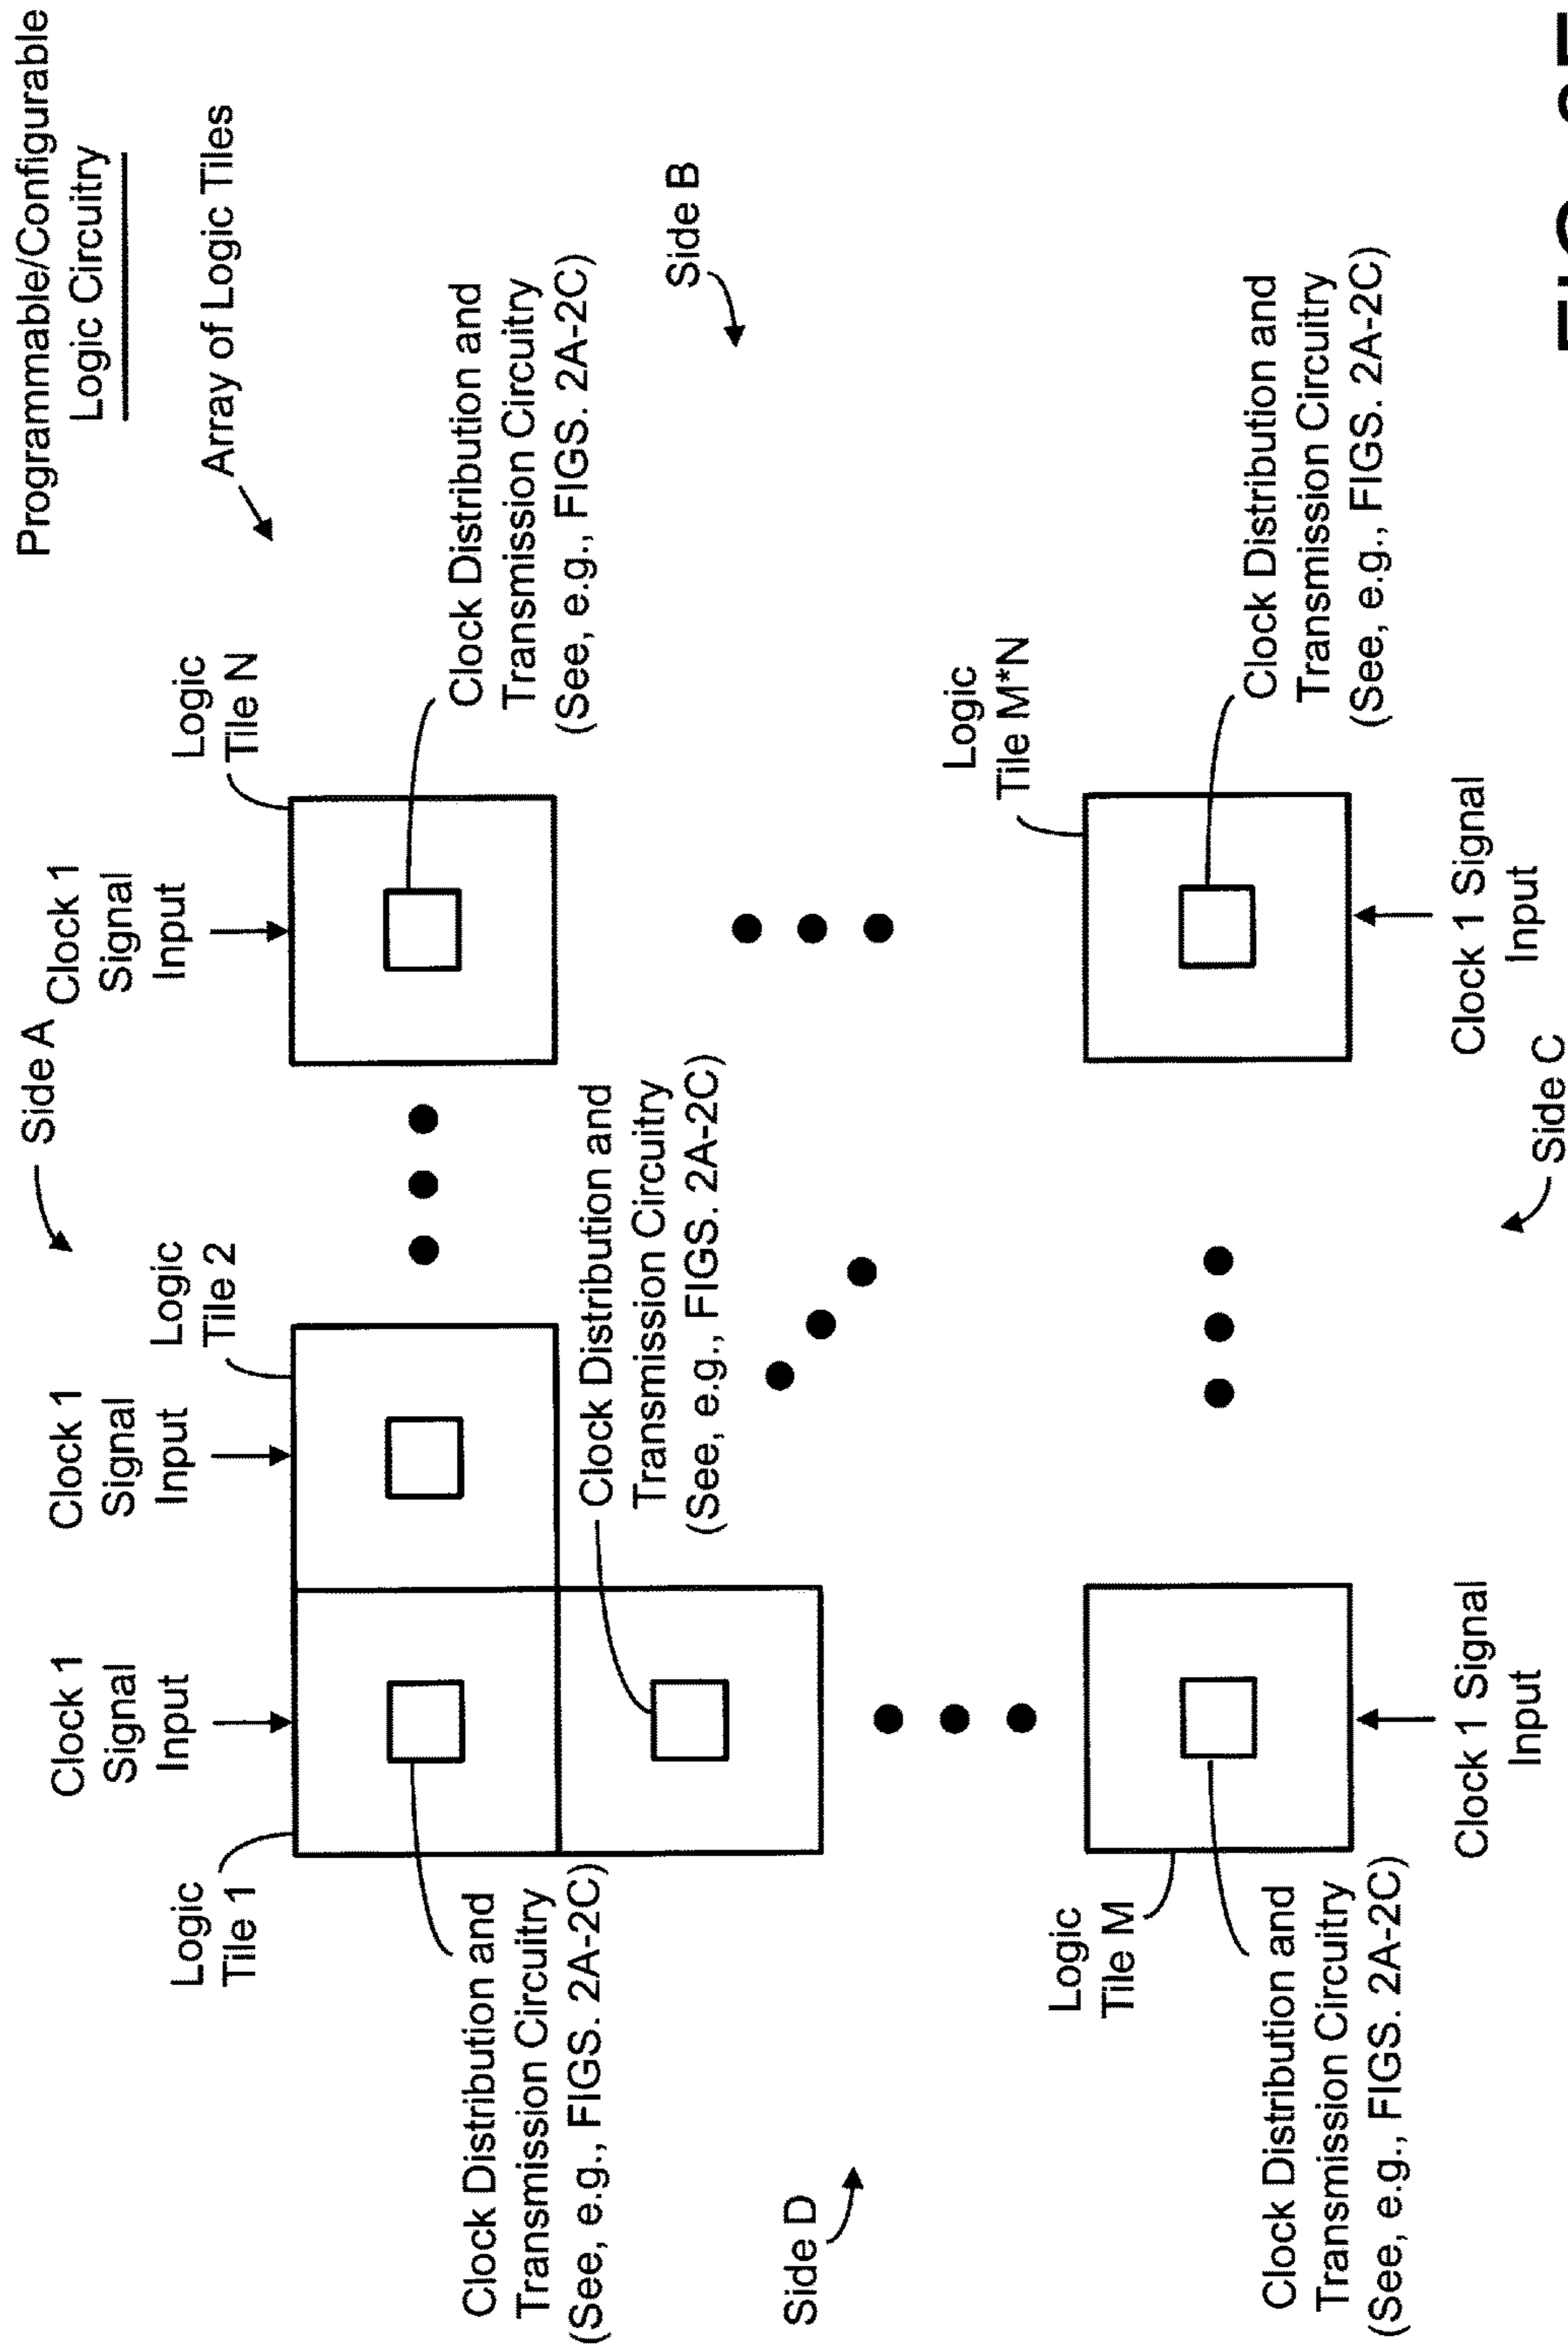 Programmable/Configurable
Logic Circuitry
Array of Logic Tiles
Side A
Clock 1
Signal
Input
Clock 1
Signal
Input
Clock 1
Signal
Input
Logic
Tile 1
Logic
Tile 2
Logic
Tile N
Clock Distribution and
Transmission Circuitry
(See, e.g., FIGS. 2A-2C)
Clock Distribution and
Transmission Circuitry
(See, e.g., FIGS. 2A-2C)
Clock Distribution and
Transmission Circuitry
(See, e.g., FIGS. 2A-2C)
Side B
Side D
Logic
Tile M
Logic
Tile M*N
Clock Distribution and
Transmission Circuitry
(See, e.g., FIGS. 2A-2C)
Clock Distribution and
Transmission Circuitry
(See, e.g., FIGS. 2A-2C)
Clock 1 Signal
Input
Clock 1 Signal
Input
Side C